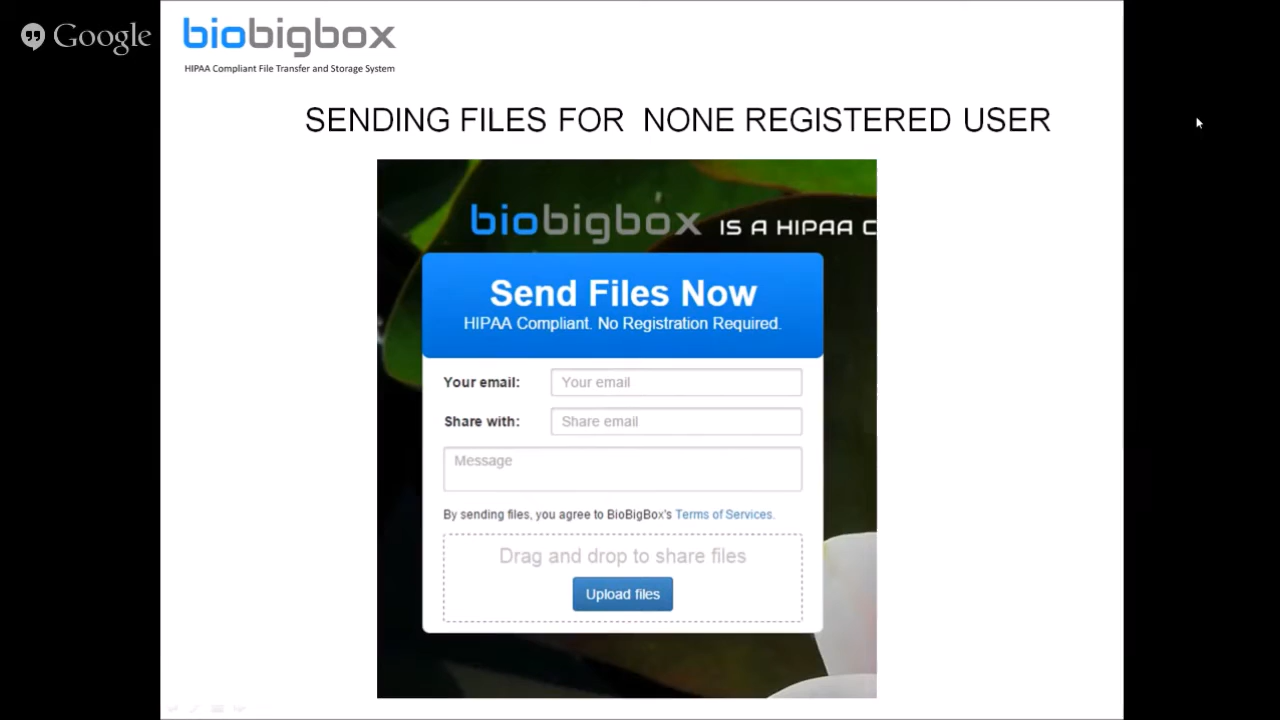 Google
biobigbox
HIPAA Compliant File Transfer and Storage System
SENDING FILES FOR NONE REGISTERED USER
biobigbox IS A HIPAA C
Send Files Now
HIPAA Compliant. No Registration Required.
Your email: Your email
Share with: Share email
Message
By sending files, you agree to BioBigBox's Terms of Services.
Drag and drop to share files
Upload files